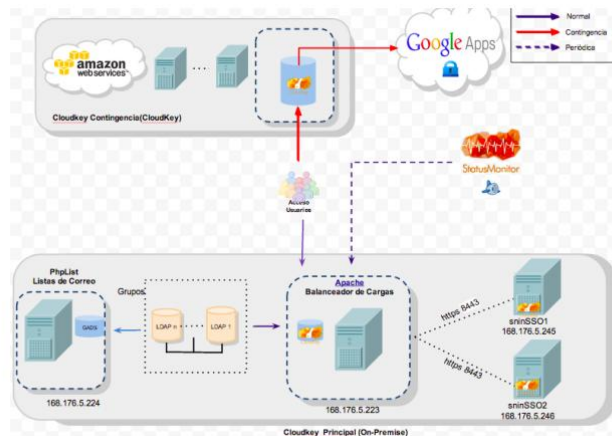 Normal
Contingencia
Periódica
amazon
webservices™
Google Apps
Cloudkey Contingencia(CloudKey)
StatusMonitor
Acceso
Usuarios
PhpList
Listas de Correo
Grupos
Apache
Balanceador de Cargas
GADS
LDAP n
LDAP 1
https 8443
sninSSO1
168.176.5.245
https 8443
168.176.5.224
168.176.5.223
sninSSO2
168.176.5.246
Cloudkey Principal (On-Premise)